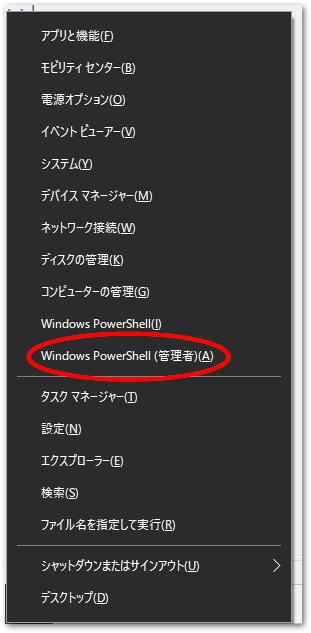 アプリと機能(F)
モビリティ センター(B)
電源オプション(O)
イベント ビューアー(V)
システム(Y)
デバイス マネージャー(M)
ネットワーク接続(W)
ディスクの管理(K)
コンピューターの管理(G)
Windows PowerShell(I)
Windows PowerShell (管理者)(A)
タスク マネージャー(T)
設定(N)
エクスプローラー(E)
検索(S)
ファイル名を指定して実行(R)
シャットダウンまたはサインアウト(U)
デスクトップ(D)